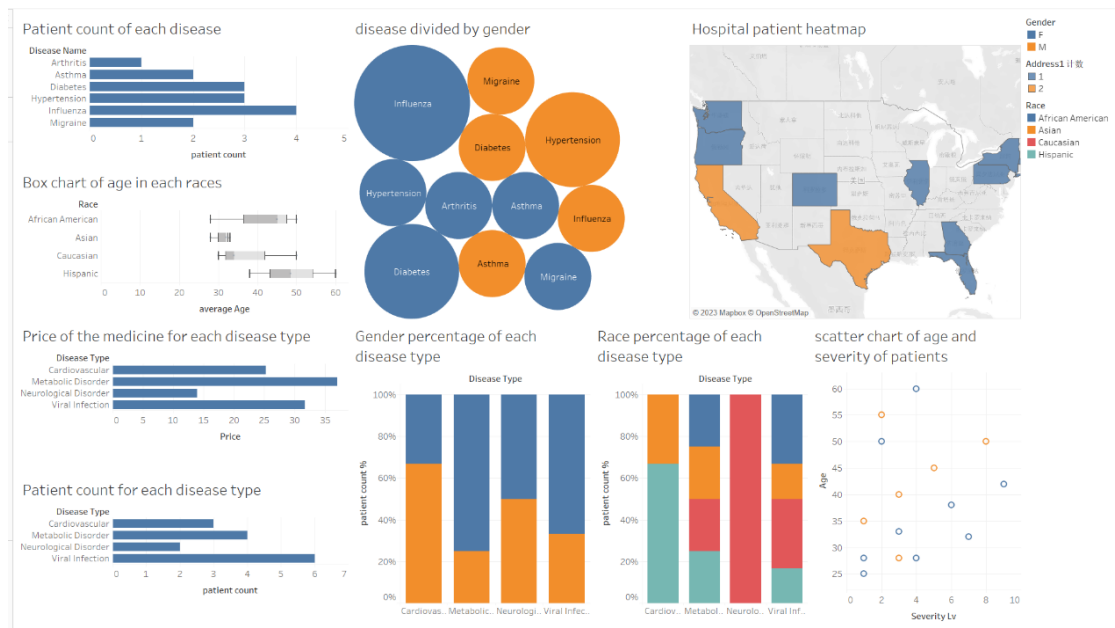 Patient count of each disease
Disease Name
Arthritis
Asthma
Diabetes
Hypertension
Influenza
Migraine
0 1 2 3 4 5
patient count
Box chart of age in each races
Race
African American
Asian
Caucasian
Hispanic
0 10 20 30 40 50 60
average Age
Price of the medicine for each disease type
Disease Type
Cardiovascular
Metabolic Disorder
Neurological Disorder
Viral Infection
0 5 10 15 20 25 30 35
Price
Patient count for each disease type
Disease Type
Cardiovascular
Metabolic Disorder
Neurological Disorder
Viral Infection
0 1 2 3 4 5 6 7
patient count
disease divided by gender
Influenza
Migraine
Hypertension
Diabetes
Hypertension
Arthritis
Asthma
Influenza
Diabetes
Asthma
Migraine
Hospital patient heatmap
美国
© 2023 Mapbox © OpenStreetMap
Gender
F
M
Address1 计数
1
2
Race
African American
Asian
Caucasian
Hispanic
Gender percentage of each
disease type
Disease Type
100%
80%
60%
40%
20%
0%
patient count %
Cardiovas..
Metabolic..
Neurologi..
Viral Infec..
Race percentage of each
disease type
Disease Type
100%
80%
60%
40%
20%
0%
patient count %
Cardiov..
Metabol..
Neurolo..
Viral Inf..
scatter chart of age and
severity of patients
60
55
50
45
40
35
30
25
Age
0 2 4 6 8 10
Severity Lv